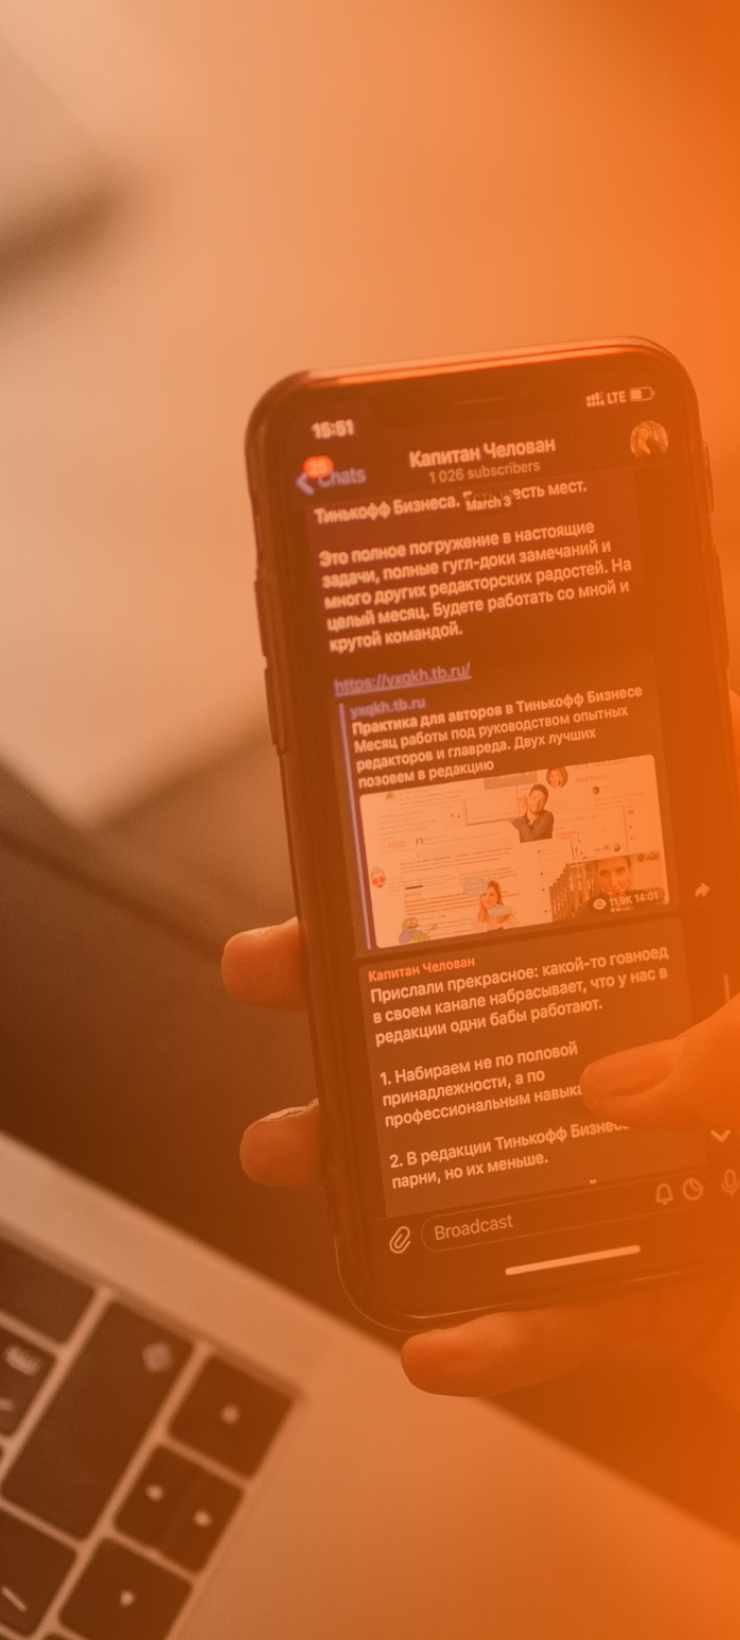 15:51
LTE
25
Chats
Капитан Челован
1 026 subscribers
Тинькофф Бизнеса. есть мест.
March 3
Это полное погружение в настоящие
задачи, полные гугл-доки замечаний и
много других редакторских радостей. На
целый месяц. Будете работать со мной и
крутой командой.
https://yxqkh.tb.ru/
yxqkh.tb.ru
Практика для авторов в Тинькофф Бизнесе
Месяц работы под руководством опытных
редакторов и главреда. Двух лучших
позовем в редакцию
11,9K 14:01
Капитан Челован
Прислали прекрасное: какой-то говноед
в своем канале набрасывает, что у нас в
редакции одни бабы работают.
1. Набираем не по половой
принадлежности, а по
профессиональным навыка
2. В редакции Тинькофф Бизнес
парни, но их меньше.
Broadcast